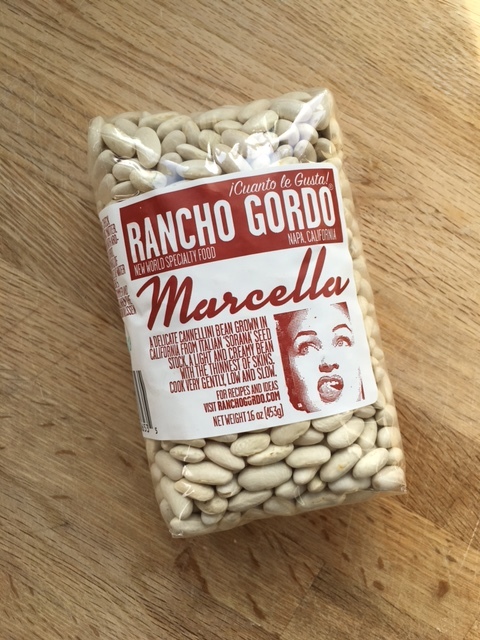 ¡Cuanto le Gusta!
RANCHO GORDO
NEW WORLD SPECIALTY FOOD NAPA, CALIFORNIA
Marcella
A DELICATE CANNELLINI BEAN GROWN IN
CALIFORNIA FROM ITALIAN "SORANA SEED
STOCK. A LIGHT AND CREAMY BEAN
WITH THE THINNEST OF SKINS.
COOK VERY GENTLY, LOW AND SLOW.
FOR RECIPES AND IDEAS
VISIT RANCHOGORDO.COM
NET WEIGHT 16 oz (453g)